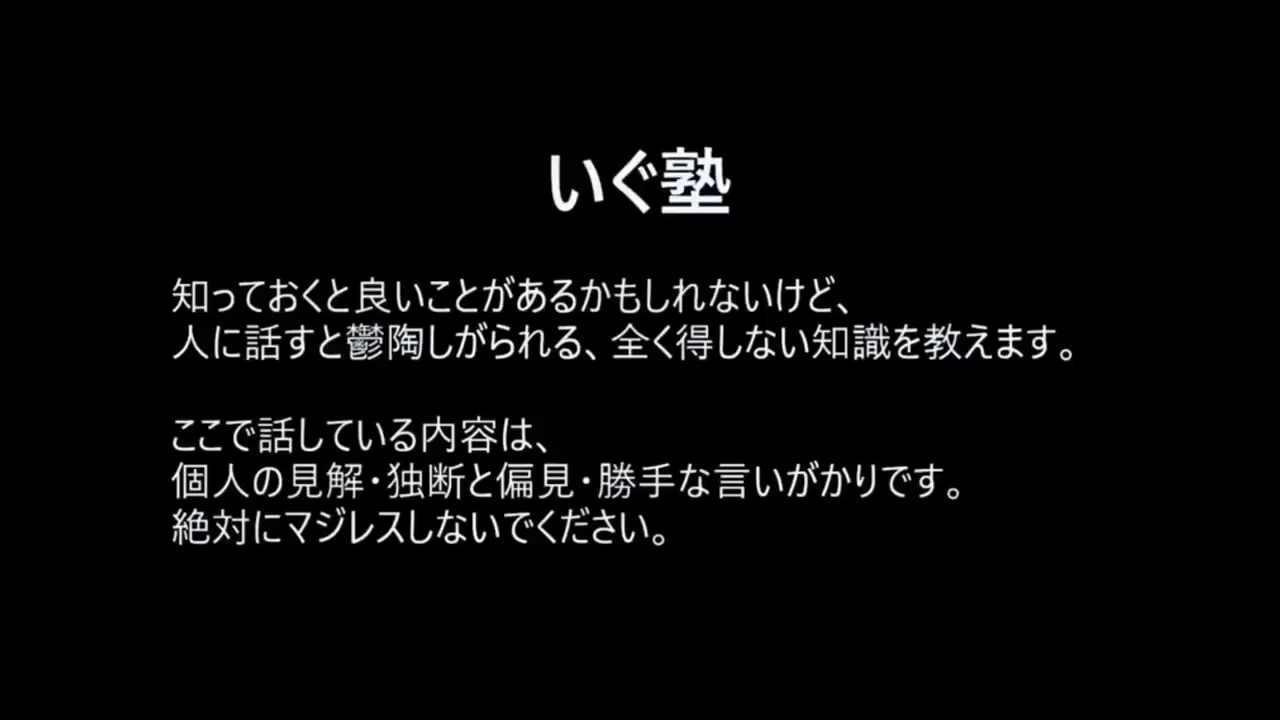 いぐ塾
知っておくと良いことがあるかもしれないけど、
人に話すと鬱陶しがられる、全く得しない知識を教えます。
ここで話している内容は、
個人の見解・独断と偏見・勝手な言いがかりです。
絶対にマジレスしないでください。